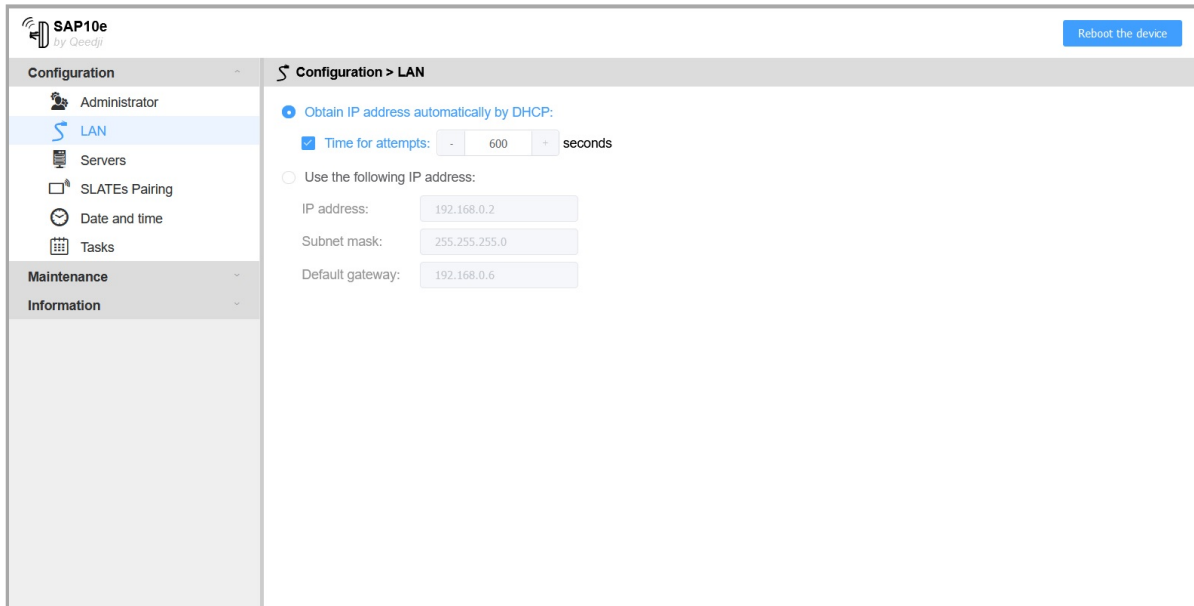 SAP10e
by Qeedji
Reboot the device
Configuration
Administrator
LAN
Servers
SLATEs Pairing
Date and time
Tasks
Maintenance
Information
Configuration > LAN
Obtain IP address automatically by DHCP:
Time for attempts: - 600 + seconds
Use the following IP address:
IP address: 192.168.0.2
Subnet mask: 255.255.255.0
Default gateway: 192.168.0.6